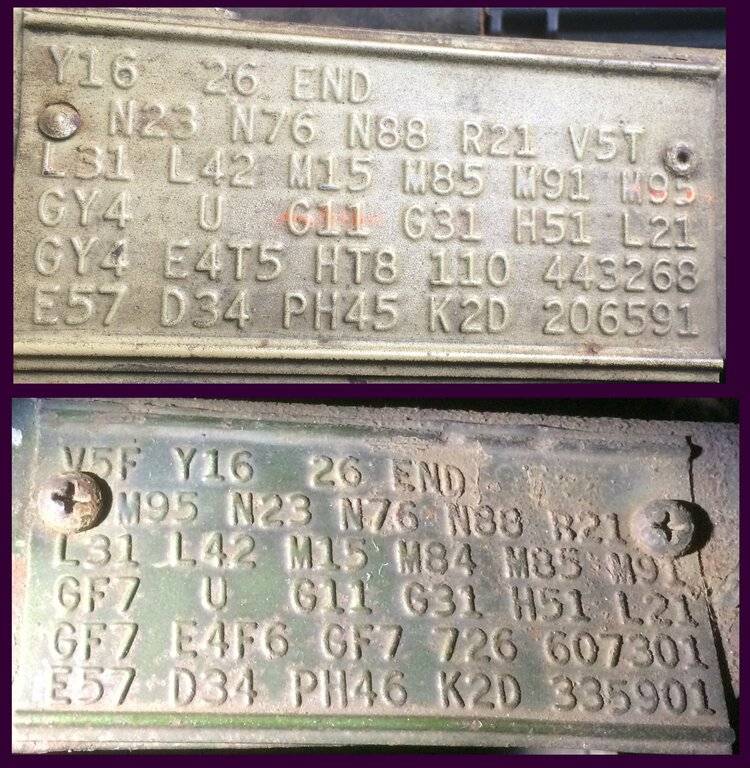 Y16 26 END
N23 N76 N88 R21 V5T
L31 L42 M15 M85 M91 M95
GY4 U G11 G31 H51 L21
GY4 E4T5 HT8 110 443268
E57 D34 PH45 K2D 206591
V5F Y16 26 END
M95 N23 N76 N88 R21
L31 L42 M15 M84 M85 M91
GF7 U G11 G31 H51 L21
GF7 E4F6 GF7 726 607301
E57 D34 PH46 K2D 335901